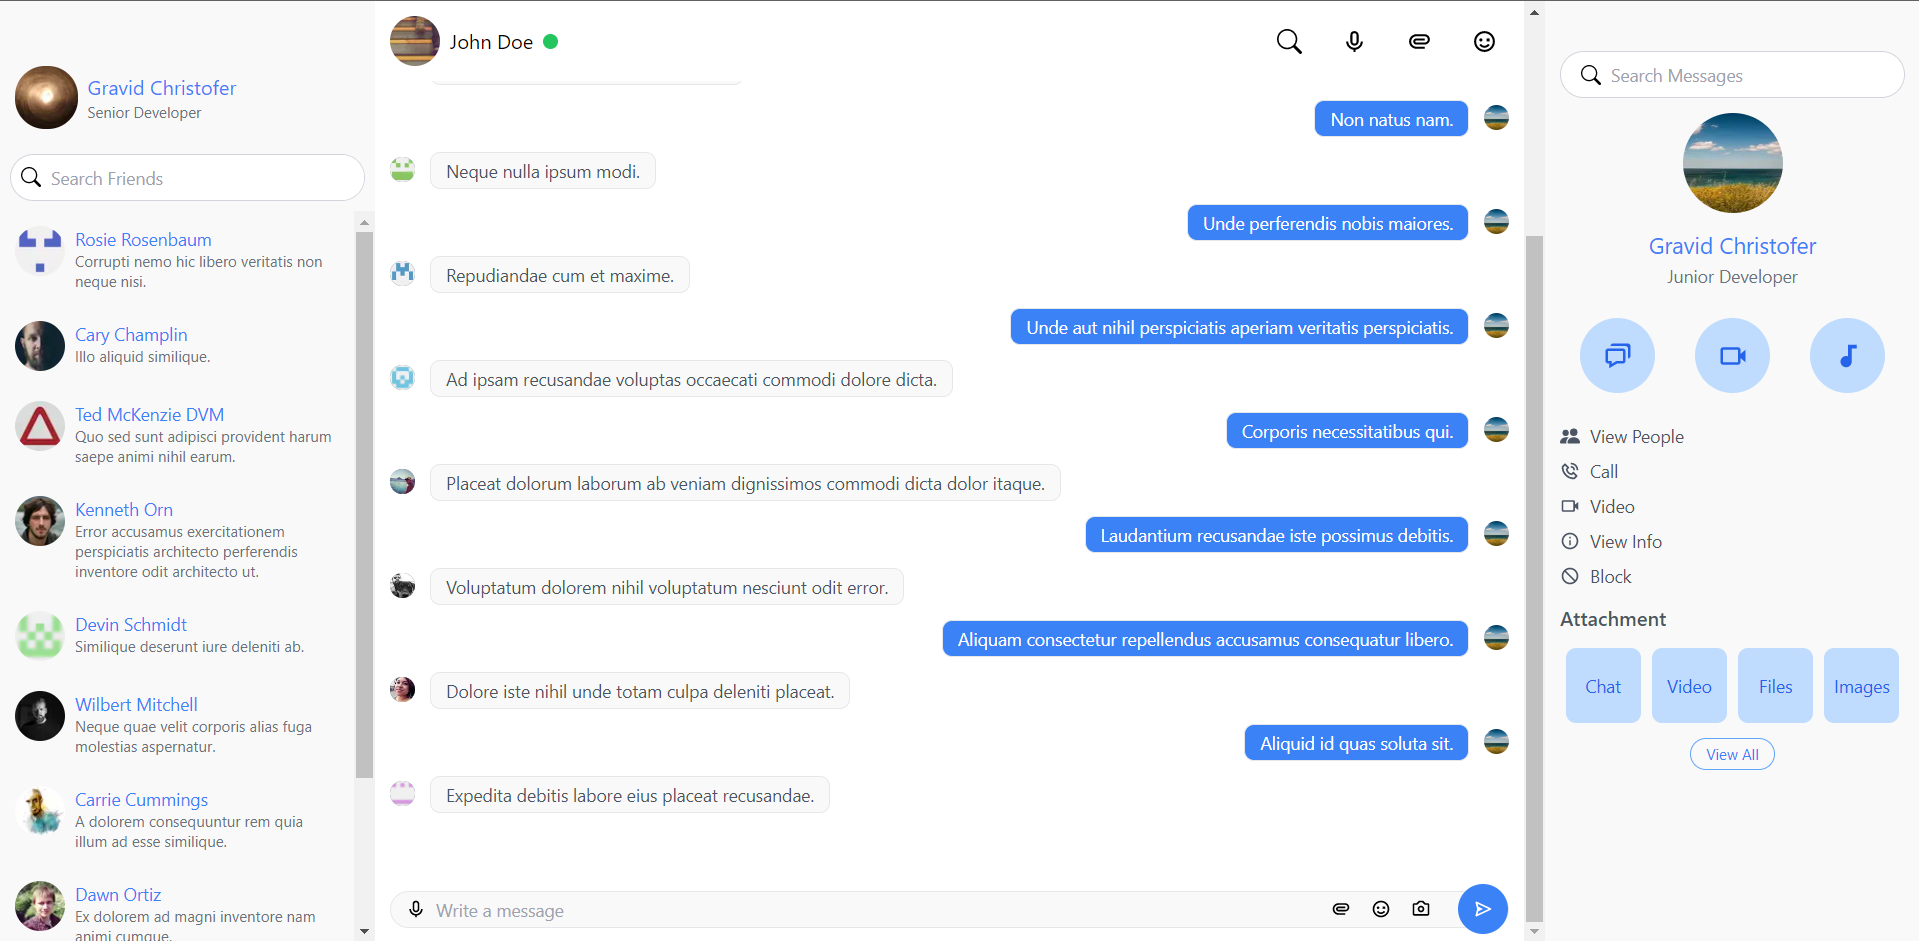 Gravid Christofer
Senior Developer
Search Friends
Rosie Rosenbaum
Corrupti nemo hic libero veritatis non
neque nisi.
Cary Champlin
Illo aliquid similique.
Ted McKenzie DVM
Quo sed sunt adipisci provident harum
saepe animi nihil earum.
Kenneth Orn
Error accusamus exercitationem
perspiciatis architecto perferendis
inventore odit architecto ut.
Devin Schmidt
Similique deserunt iure deleniti ab.
Wilbert Mitchell
Neque quae velit corporis alias fuga
molestias aspernatur.
Carrie Cummings
A dolorem consequuntur rem quia
illum ad esse similique.
Dawn Ortiz
Ex dolorem ad magni inventore nam
animi cumque.
John Doe
Non natus nam.
Neque nulla ipsum modi.
Unde perferendis nobis maiores.
Repudiandae cum et maxime.
Unde aut nihil perspiciatis aperiam veritatis perspiciatis.
Ad ipsam recusandae voluptas occaecati commodi dolore dicta.
Corporis necessitatibus qui.
Placeat dolorum laborum ab veniam dignissimos commodi dicta dolor itaque.
Laudantium recusandae iste possimus debitis.
Voluptatum dolorem nihil voluptatum nesciunt odit error.
Aliquam consectetur repellendus accusamus consequatur libero.
Dolore iste nihil unde totam culpa deleniti placeat.
Aliquid id quas soluta sit.
Expedita debitis labore eius placeat recusandae.
Write a message
Search Messages
Gravid Christofer
Junior Developer
View People
Call
Video
View Info
Block
Attachment
Chat
Video
Files
Images
View All